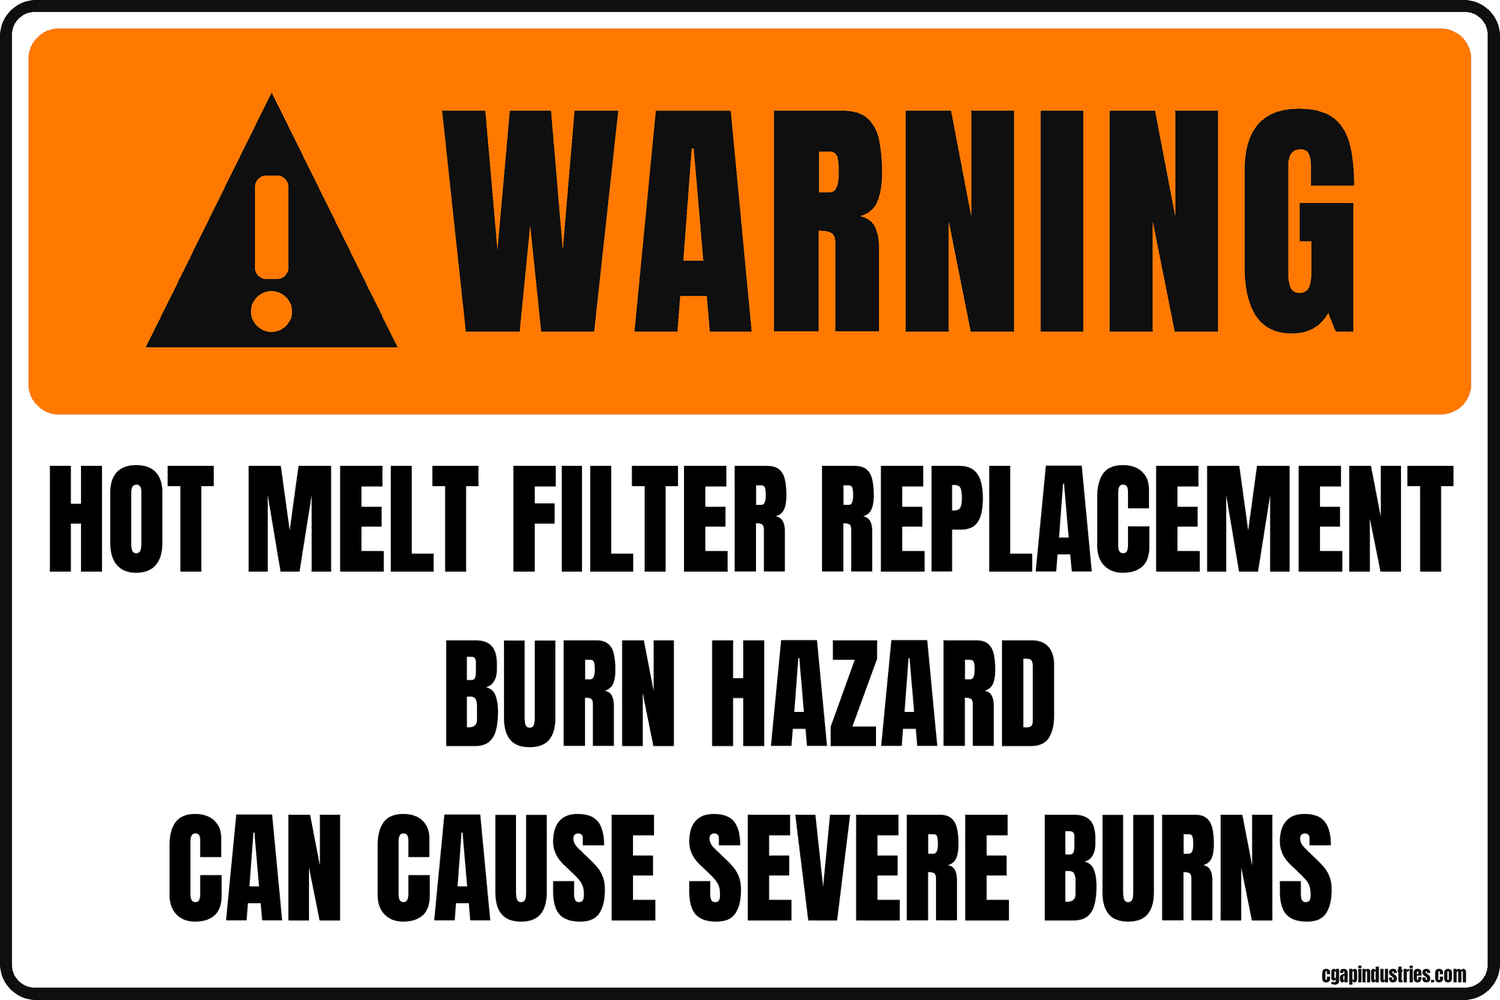 WARNING
HOT MELT FILTER REPLACEMENT
BURN HAZARD
CAN CAUSE SEVERE BURNS
cgapindustries.com